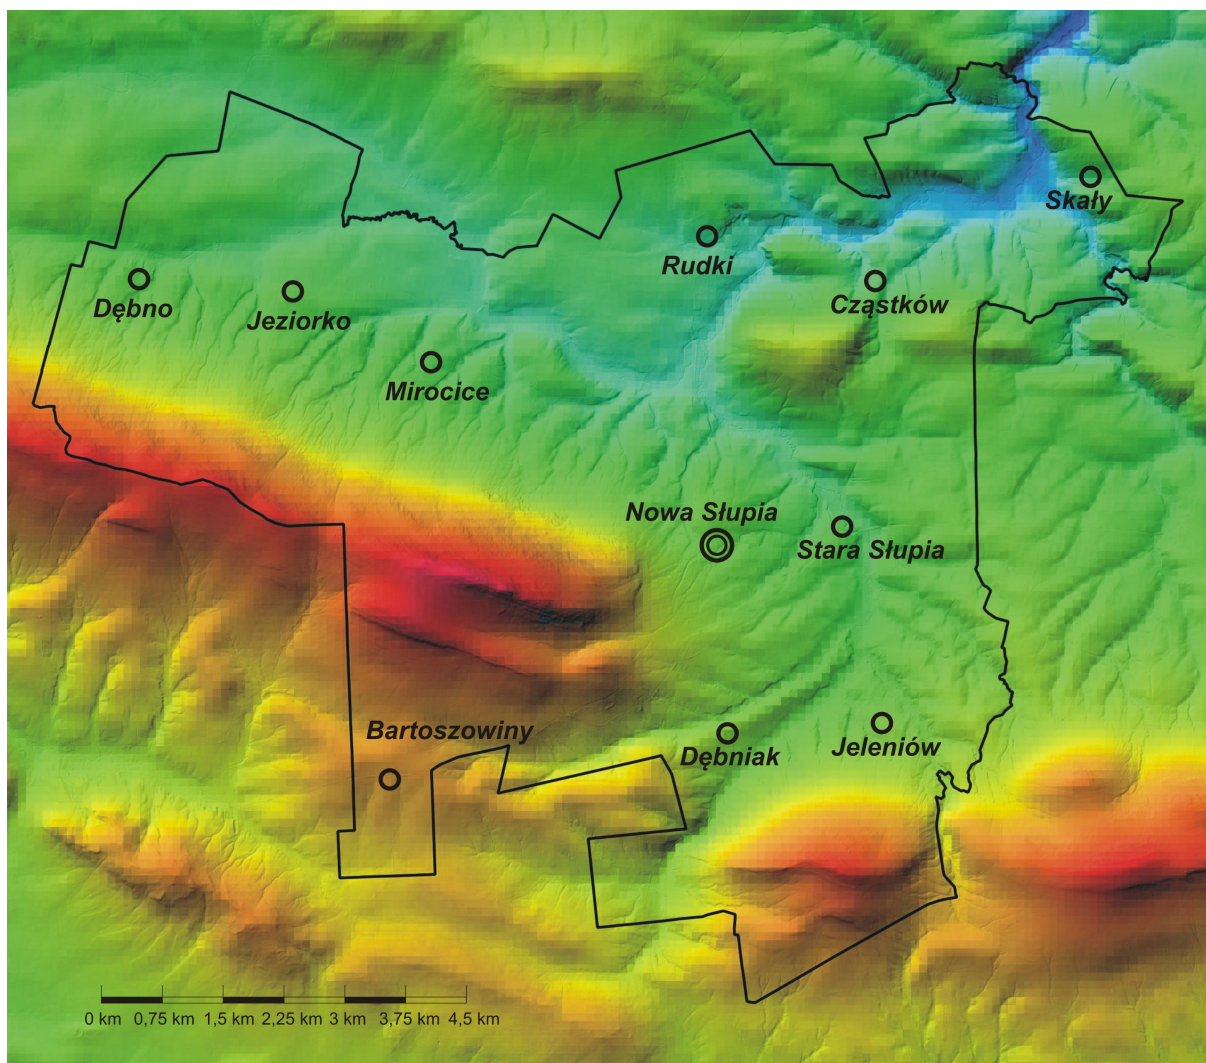 Skały
Rudki
Dębno
Jeziorko
Cząstków
Mirocice
Nowa Słupia
Stara Słupia
Bartoszowiny
Dębniak
Jeleniów
0 km 0,75 km 1,5 km 2,25 km 3 km 3,75 km 4,5 km